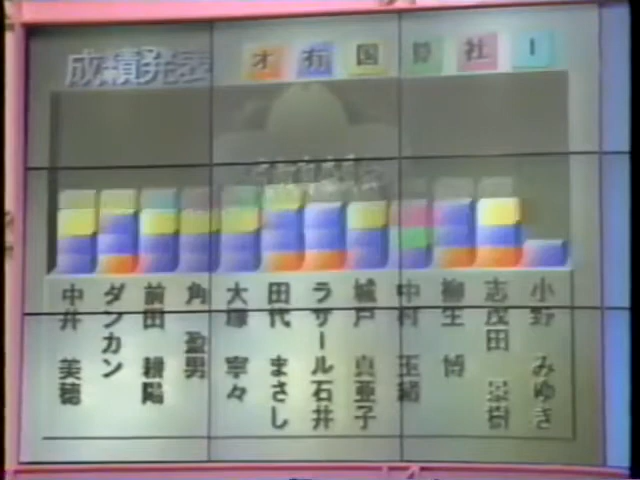 成績発表
オ 国 社 I
中井 美穂
ダンカン
前田 耕陽
角 盈男
大塚 寧々
田代 まさし
ラサール石井
城戸 真亜子
中村 玉緒
柳生 博
志茂田 景樹
小野 みゆき